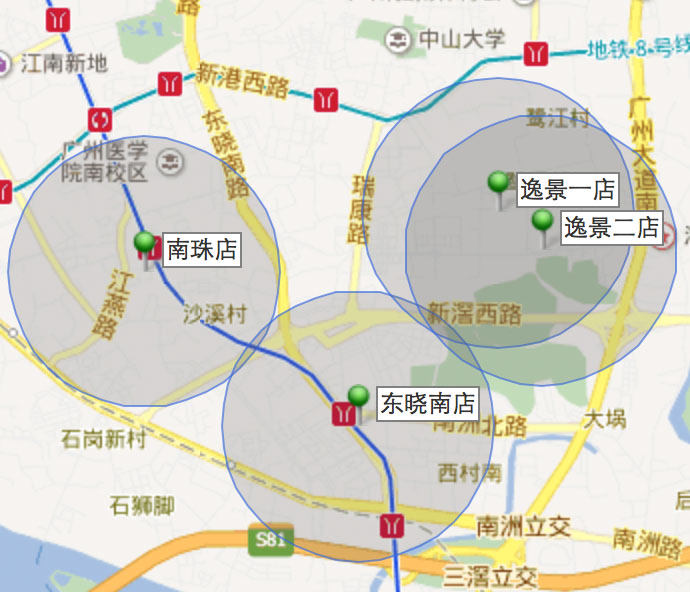 路
中山大学
江南新地
新港西路
地铁8号线
广州大道南
鹭江村
东晓南路
广州医学
院南校区
瑞康路
逸景一店
逸景二店
南珠店
江燕路
沙溪村
新滘西路
东晓南店
南洲北路
大埚
石岗新村
西村南
石狮脚
南洲立交
S81
南洲路
三滘立交